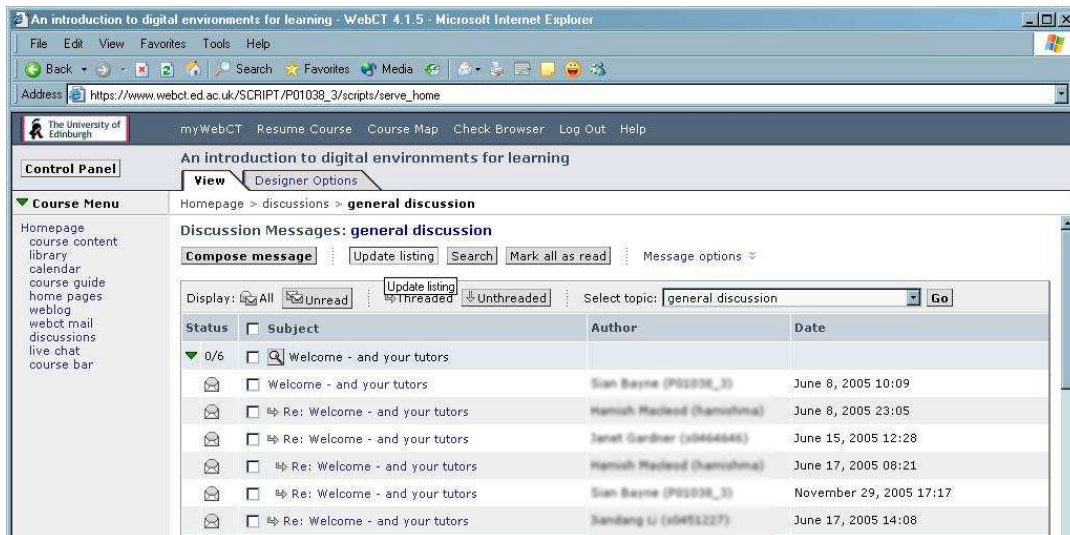 An introduction to digital environments for learning - WebCT 4.1.5 - Microsoft Internet Explorer
File Edit View Favorites Tools Help
Back Search Favorites Media
Address https://www.webct.ed.ac.uk/SCRIPT/P01038_3/scripts/serve_home
The University of
Edinburgh
myWebCT Resume Course Course Map Check Browser Log Out Help
Control Panel
An introduction to digital environments for learning
View Designer Options
Course Menu
Homepage > discussions > general discussion
Homepage
course content
library
calendar
course guide
home pages
weblog
webct mail
discussions
live chat
course bar
Discussion Messages: general discussion
Compose message Update listing Search Mark all as read Message options
Update listing
Display: All Unread Threaded Unthreaded Select topic: general discussion Go
Status Subject Author Date
0/6 Welcome - and your tutors
Welcome - and your tutors June 8, 2005 10:09
Re: Welcome - and your tutors June 8, 2005 23:05
Re: Welcome - and your tutors June 15, 2005 12:28
Re: Welcome - and your tutors June 17, 2005 08:21
Re: Welcome - and your tutors November 29, 2005 17:17
Re: Welcome - and your tutors June 17, 2005 14:08